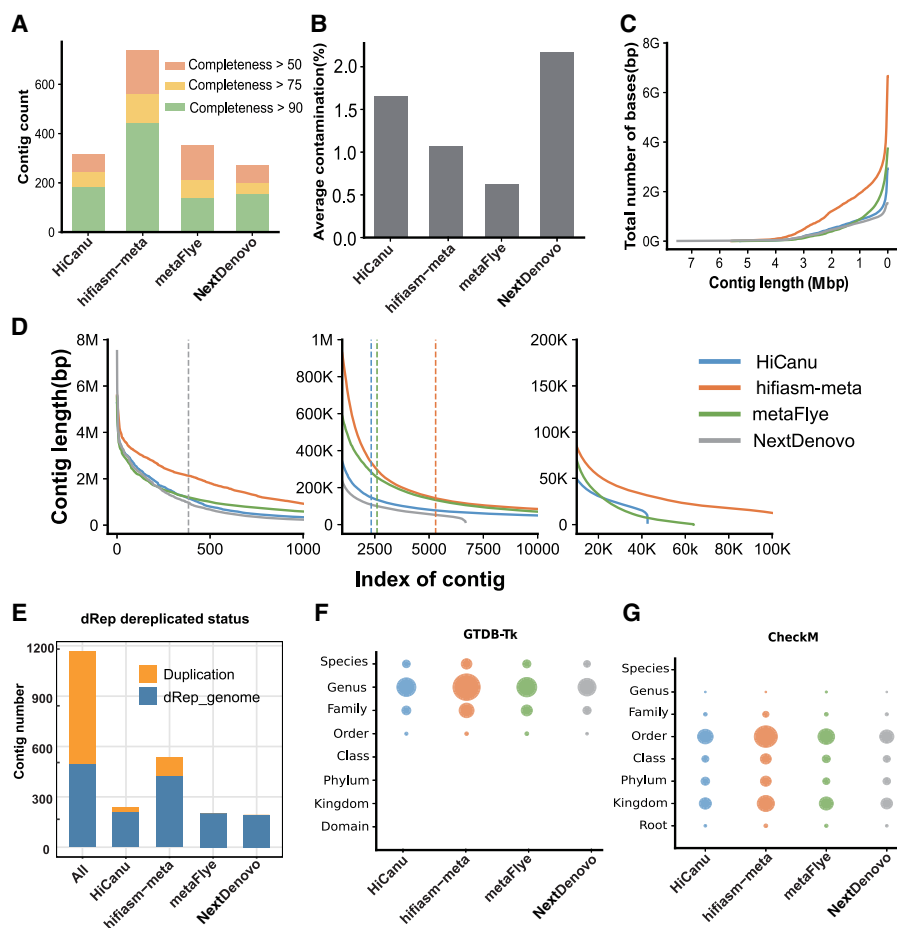 A
Contig count
600
400
200
0
Completeness > 50
Completeness > 75
Completeness > 90
HiCanu
hifiasm-meta
metaFlye
NextDenovo
B
Average contamination(%)
2.0
1.5
1.0
0.5
0.0
HiCanu
hifiasm-meta
metaFlye
NextDenovo
C
Total number of bases(bp)
8G
6G
4G
2G
0G
7 6 5 4 3 2 1 0
Contig length (Mbp)
D
Contig length(bp)
8M
6M
4M
2M
0
0 500 1000
1M
800K
600K
400K
200K
0
2500 5000 7500 10000
200K
150K
100K
50K
0
20K 40K 60K 80K 100K
Index of contig
HiCanu
hifiasm-meta
metaFlye
NextDenovo
E
dRep dereplicated status
Contig number
1200
900
600
300
0
Duplication
dRep_genome
All
HiCanu
hifiasm-meta
metaFlye
NextDenovo
F
GTDB-Tk
Species
Genus
Family
Order
Class
Phylum
Kingdom
Domain
HiCanu
hifiasm-meta
metaFlye
NextDenovo
G
CheckM
Species
Genus
Family
Order
Class
Phylum
Kingdom
Root
HiCanu
hifiasm-meta
metaFlye
NextDenovo